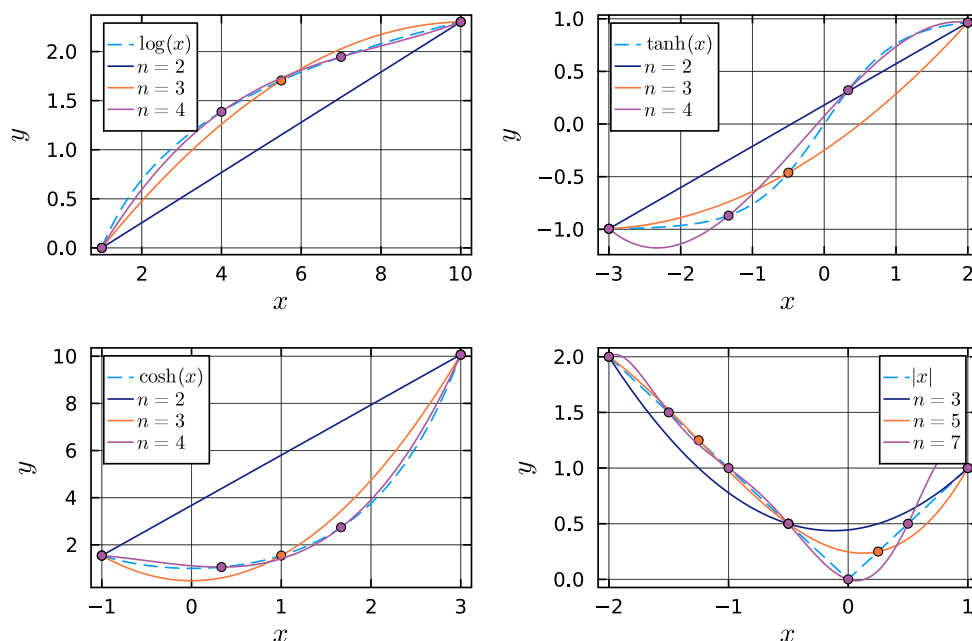 log(x)
n = 2
n = 3
n = 4
y
2.0
1.5
1.0
0.5
0.0
2 4 6 8 10
x
tanh(x)
n = 2
n = 3
n = 4
y
1.0
0.5
0.0
−0.5
−1.0
−3 −2 −1 0 1 2
x
cosh(x)
n = 2
n = 3
n = 4
y
10
8
6
4
2
−1 0 1 2 3
x
|x|
n = 3
n = 5
n = 7
y
2.0
1.5
1.0
0.5
0.0
−2 −1 0 1
x